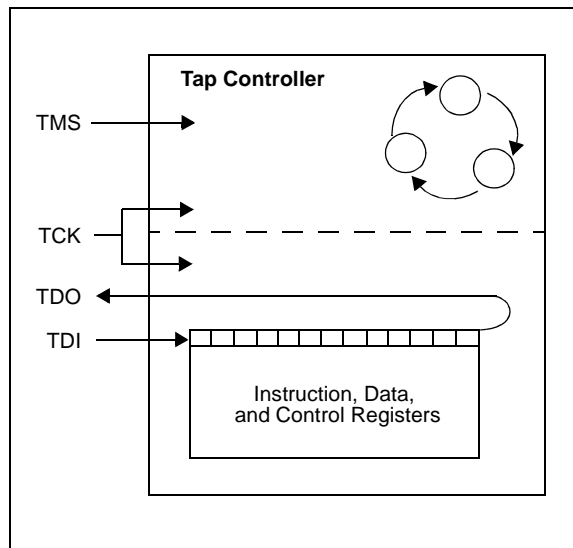 Tap Controller
TMS
TCK
TDO
TDI
Instruction, Data,
and Control Registers